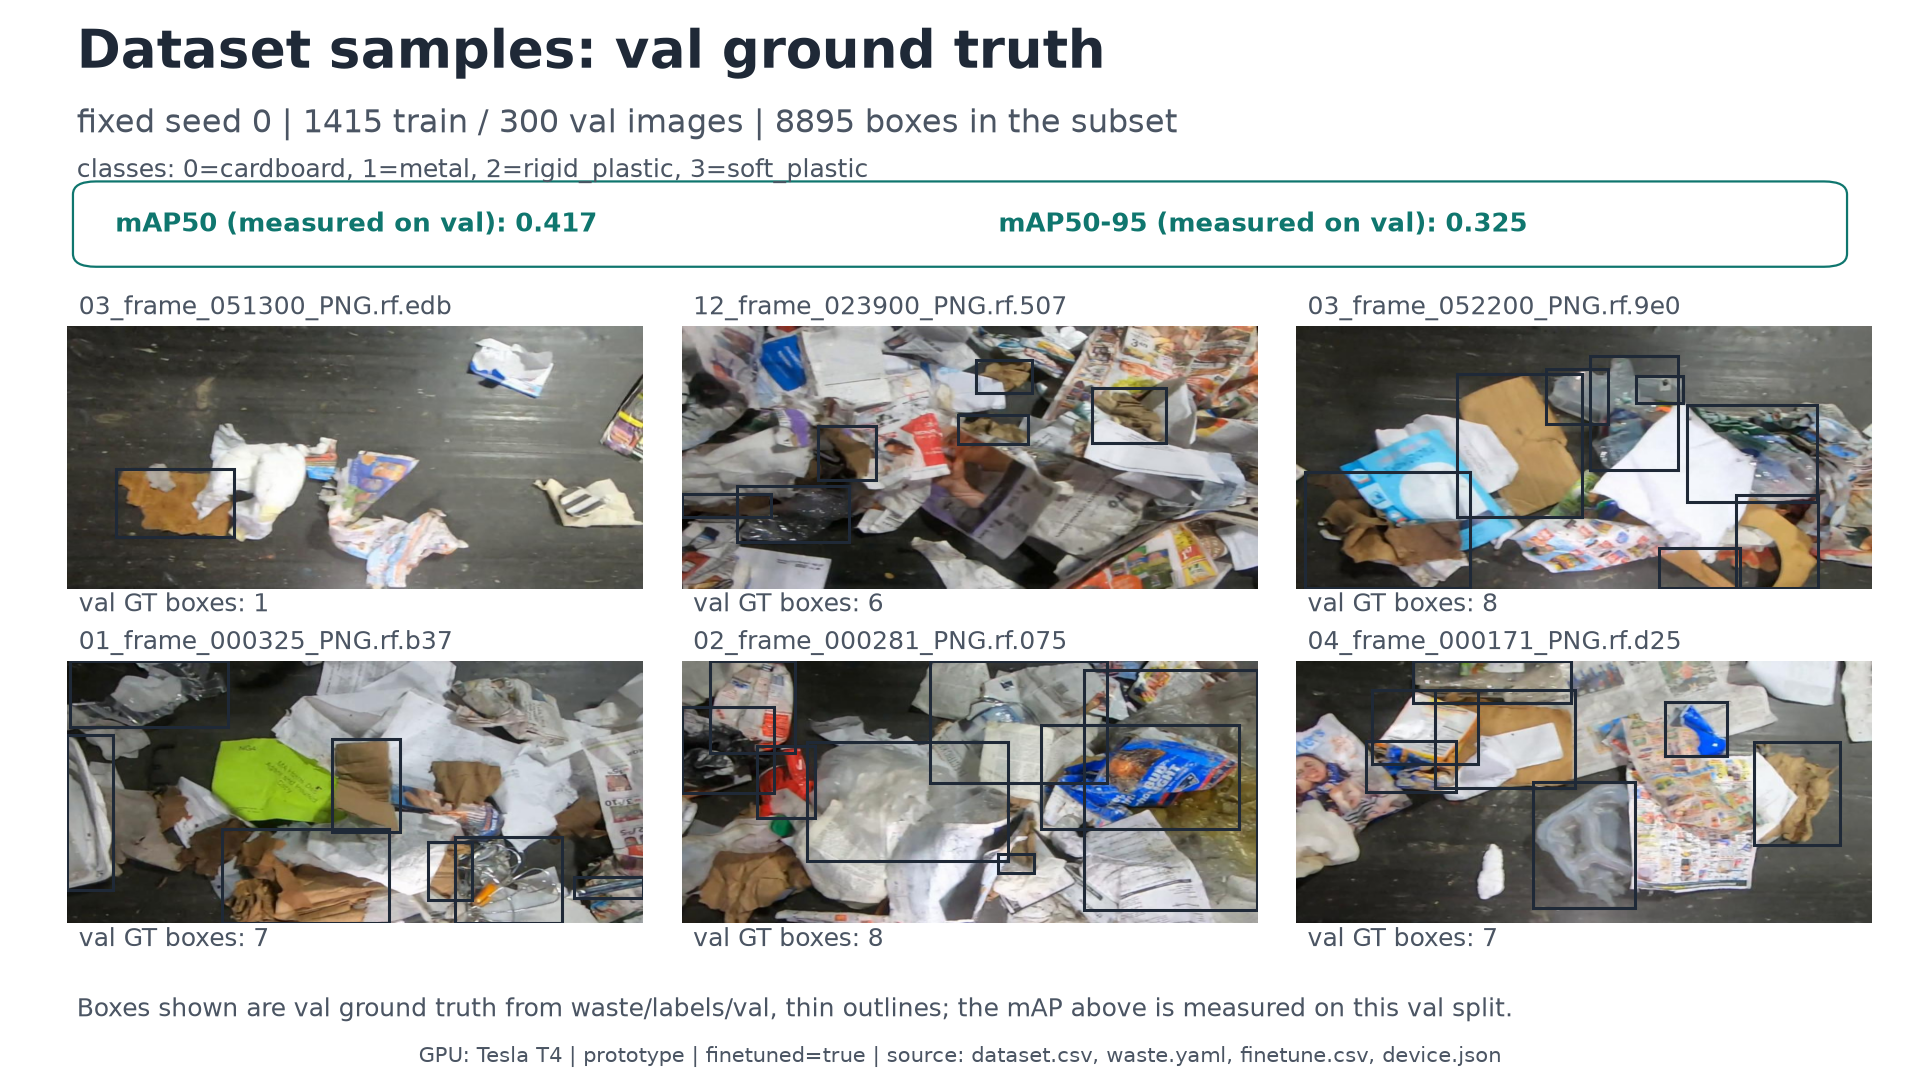 Dataset samples: val ground truth
fixed seed 0 | 1415 train / 300 val images | 8895 boxes in the subset
classes: 0=cardboard, 1=metal, 2=rigid_plastic, 3=soft_plastic
mAP50 (measured on val): 0.417
mAP50-95 (measured on val): 0.325
03_frame_051300_PNG.rf.edb
12_frame_023900_PNG.rf.507
03_frame_052200_PNG.rf.9e0
val GT boxes: 1
val GT boxes: 6
val GT boxes: 8
01_frame_000325_PNG.rf.b37
02_frame_000281_PNG.rf.075
04_frame_000171_PNG.rf.d25
val GT boxes: 7
val GT boxes: 8
val GT boxes: 7
Boxes shown are val ground truth from waste/labels/val, thin outlines; the mAP above is measured on this val split.
GPU: Tesla T4 | prototype | finetuned=true | source: dataset.csv, waste.yaml, finetune.csv, device.json